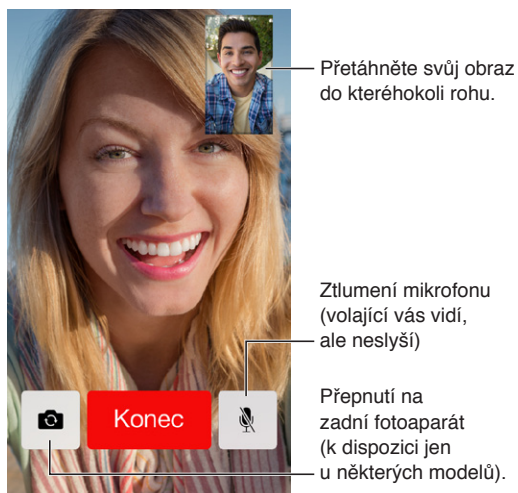 Přetáhněte svůj obraz
do kteréhokoli rohu.
Ztlumení mikrofonu
(volající vás vidí,
ale neslyší)
Konec
Přepnutí na
zadní fotoaparát
(k dispozici jen
u některých modelů).